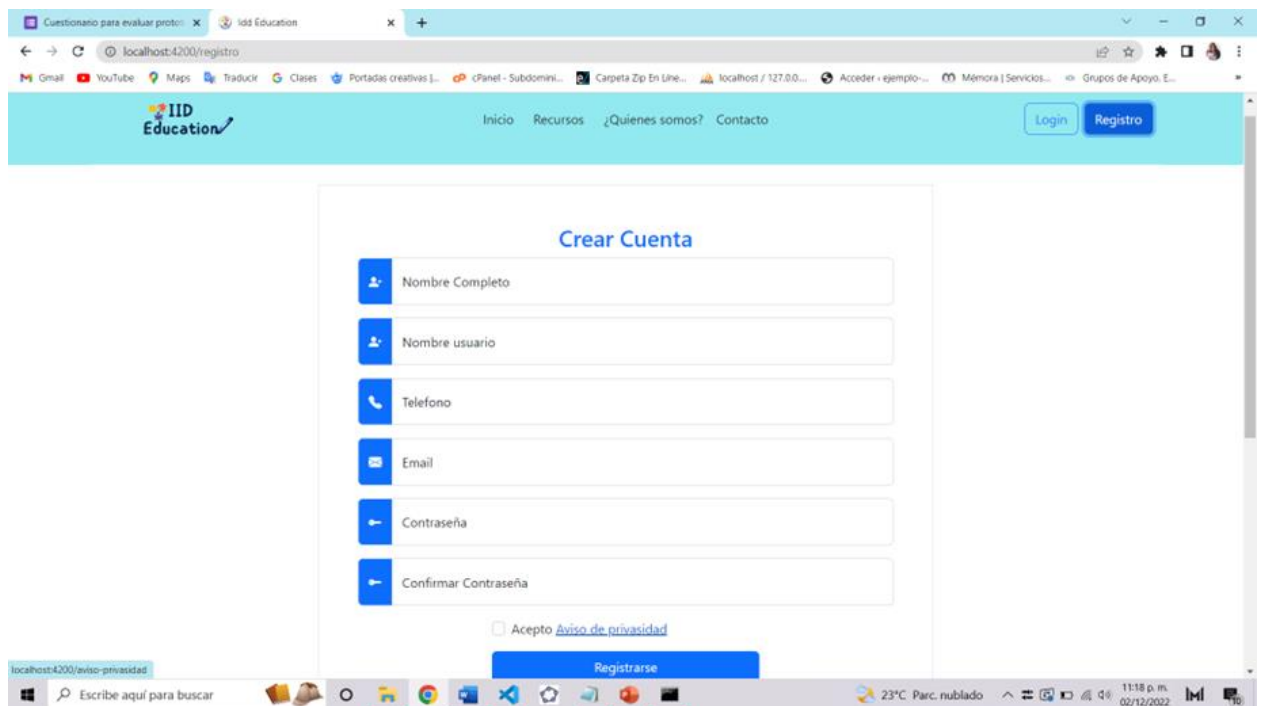 Cuestionario para evaluar protot
Idd Education
localhost:4200/registro
Gmail YouTube Maps Traducir Clases Portadas creativas |... cPanel - Subdomini... Carpeta Zip En Líne... localhost / 127.0.0... Acceder ‹ ejemplo-... Mémora | Servicios... Grupos de Apoyo. E...
IID
Education
Inicio Recursos ¿Quienes somos? Contacto
Login Registro
Crear Cuenta
Nombre Completo
Nombre usuario
Telefono
Email
Contraseña
Confirmar Contraseña
Acepto Aviso de privasidad
Registrarse
localhost:4200/aviso-privasidad
Escribe aquí para buscar
23°C Parc. nublado
11:18 p. m.
02/12/2022